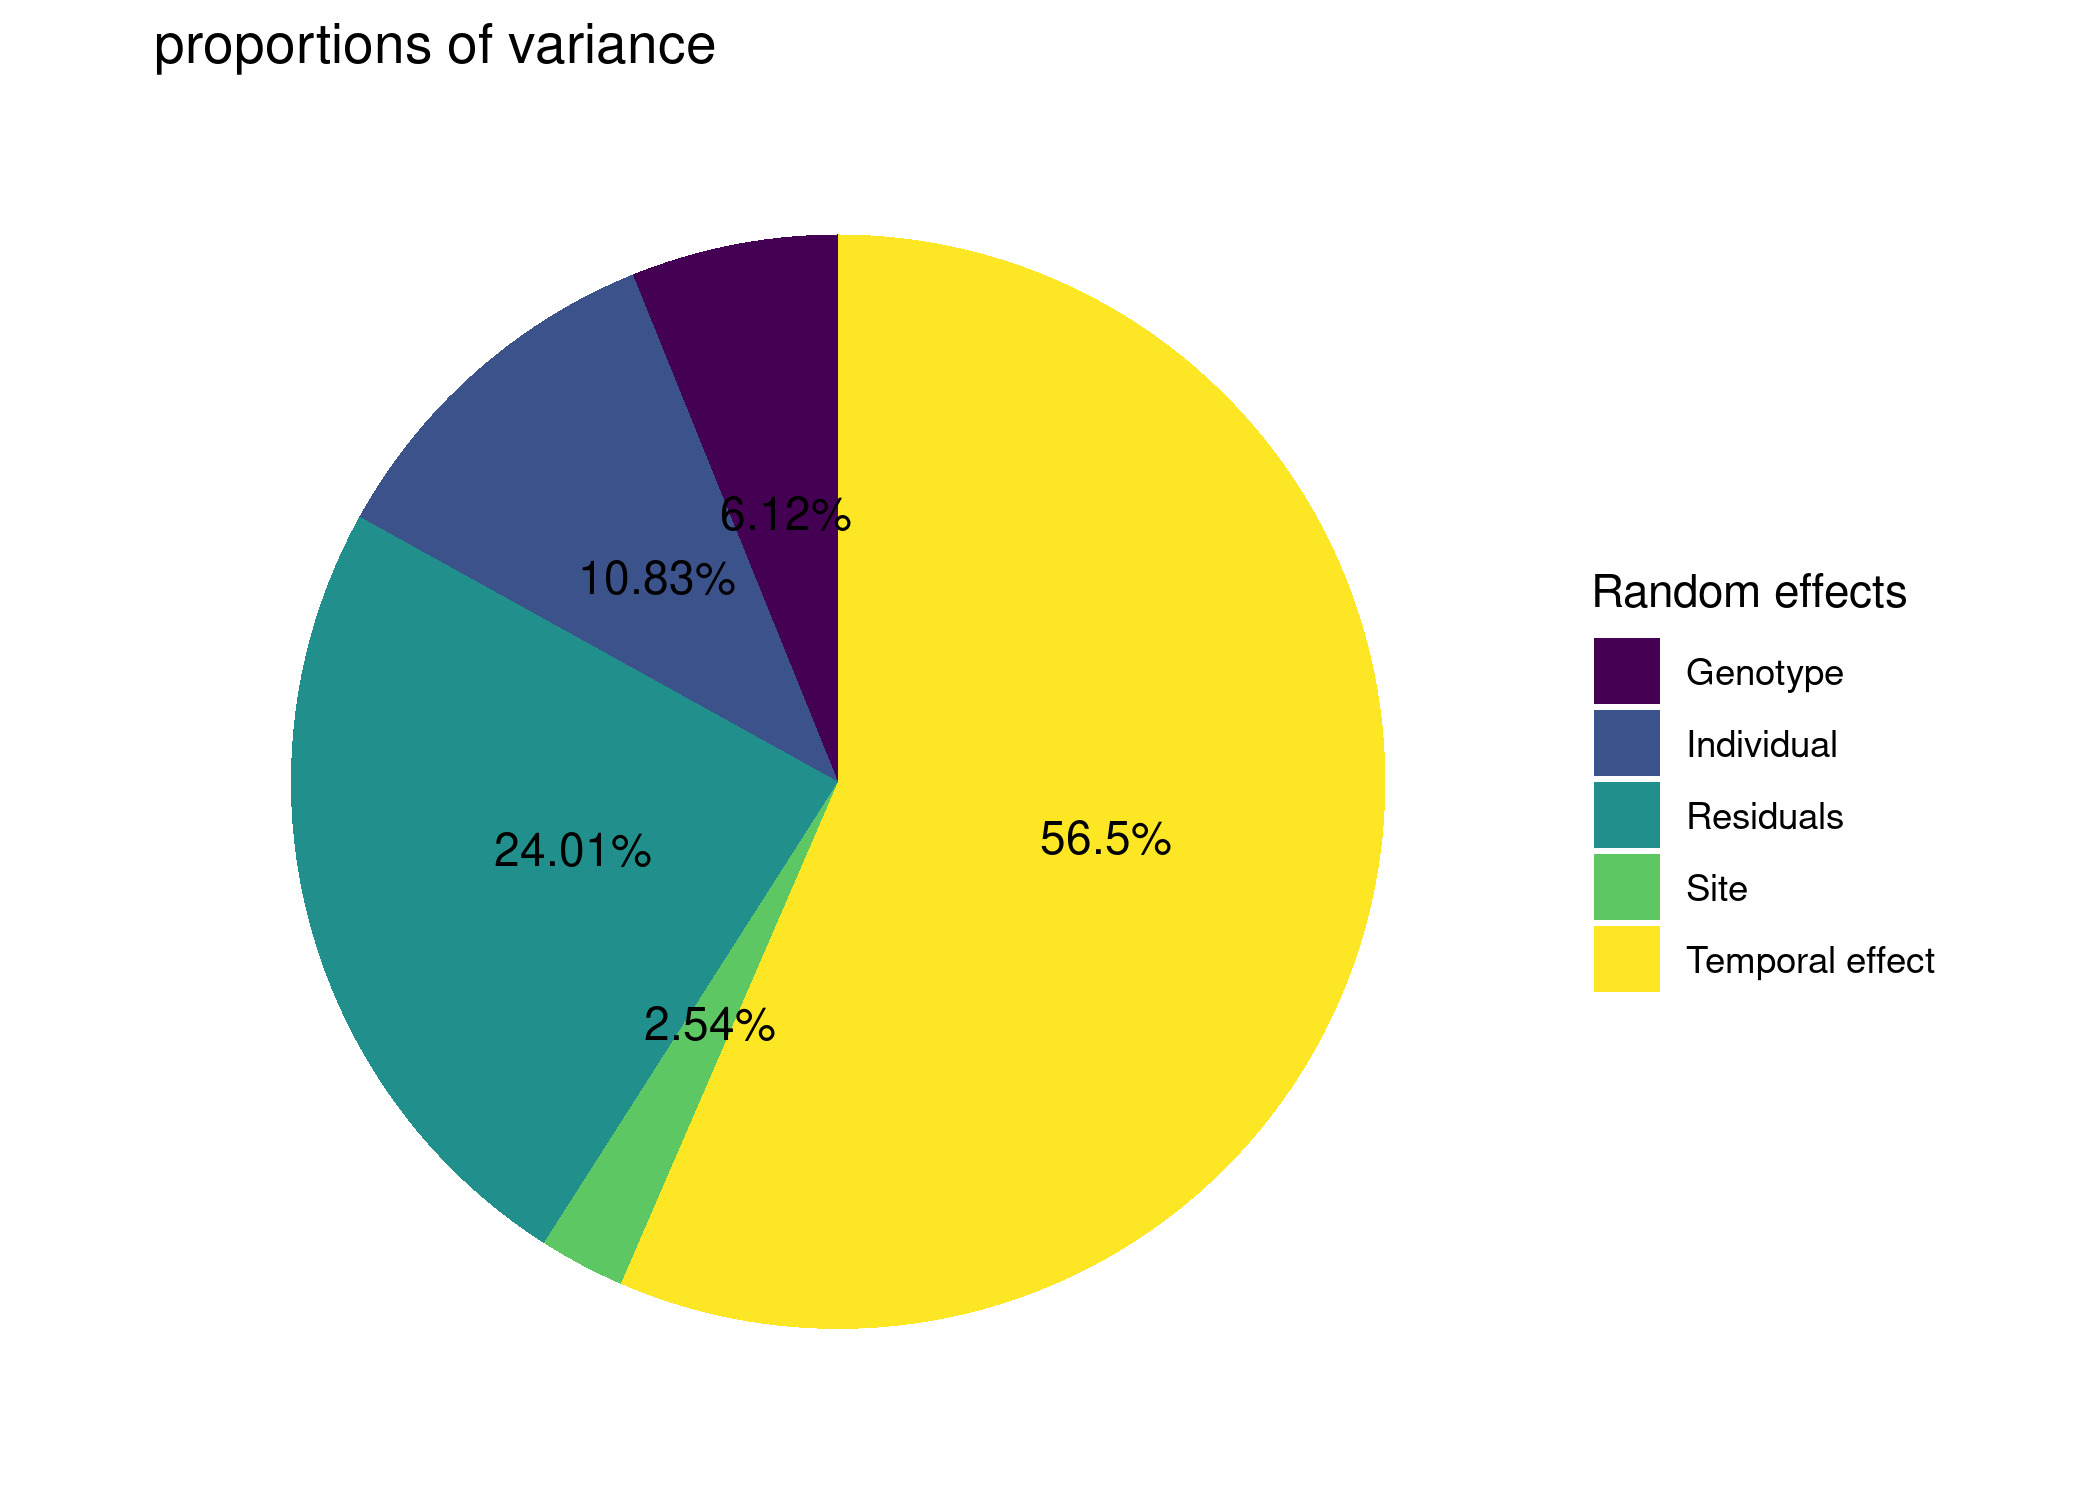 proportions of variance
6.12%
10.83%
56.5%
24.01%
2.54%
Random effects
Genotype
Individual
Residuals
Site
Temporal effect